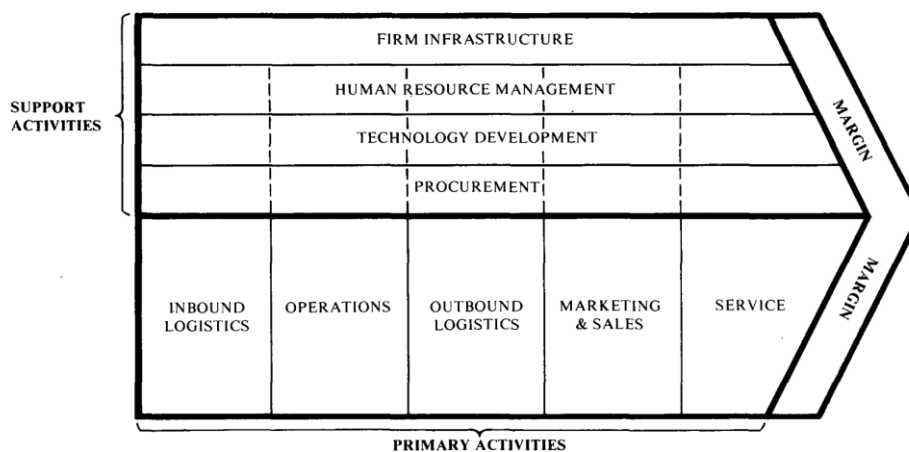 FIRM INFRASTRUCTURE
HUMAN RESOURCE MANAGEMENT
SUPPORT
ACTIVITIES
TECHNOLOGY DEVELOPMENT
PROCUREMENT
MARGIN
INBOUND
LOGISTICS
OPERATIONS
OUTBOUND
LOGISTICS
MARKETING
& SALES
SERVICE
MARGIN
PRIMARY ACTIVITIES